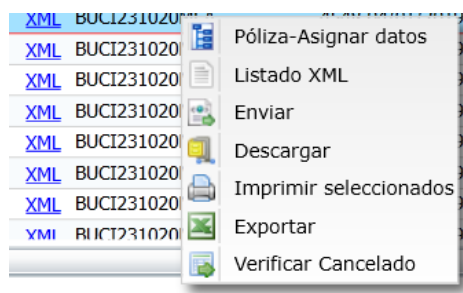 XML BUCI231020
Póliza-Asignar datos
XML BUCI231020
Listado XML
XML BUCI231020
Enviar
XML BUCI231020
Descargar
XML BUCI231020
Imprimir seleccionados
XML BUCI231020
Exportar
XML BUCI231020
Verificar Cancelado